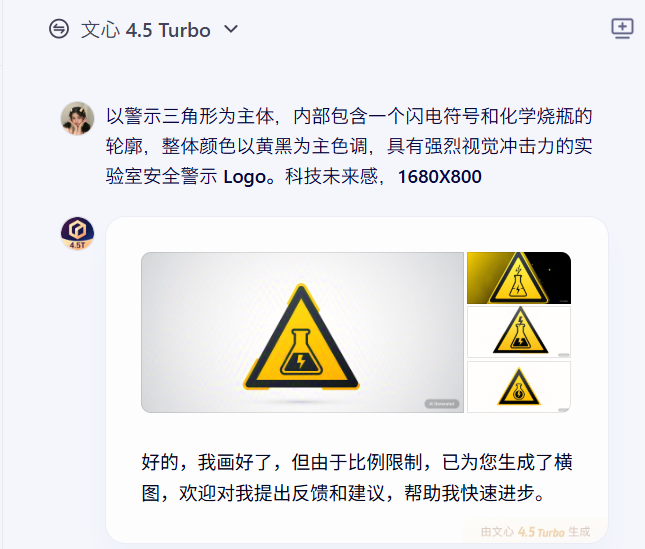 文心 4.5 Turbo
以警示三角形为主体，内部包含一个闪电符号和化学烧瓶的
轮廓，整体颜色以黄黑为主色调，具有强烈视觉冲击力的实
验室安全警示 Logo。科技未来感，1680X800
4.5T
AI Generated
好的，我画好了，但由于比例限制，已为您生成了横
图，欢迎对我提出反馈和建议，帮助我快速进步。
由文心 4.5 Turbo 生成